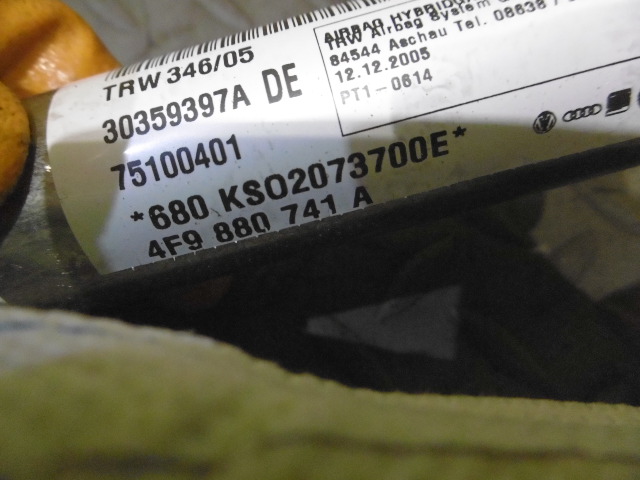 TRW 346/05
30359397A DE
75100401
*680 KSO2073700E*
4F9 880 741 A
AIRBAG HYBRID
TRW Airbag System
84544 Aschau Tel. 08638 /
12.12.2005
PT1-0614